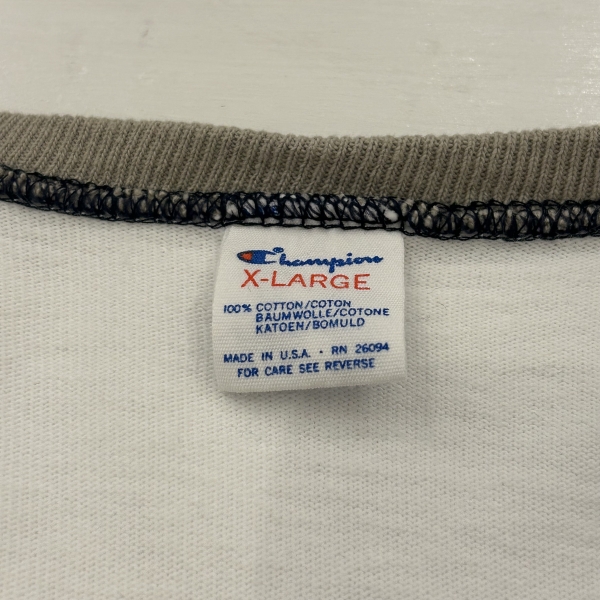 Champion
X-LARGE
100% COTTON/COTON
BAUMWOLLE/COTONE
KATOEN/BOMULD
MADE IN U.S.A. · RN 26094
FOR CARE SEE REVERSE